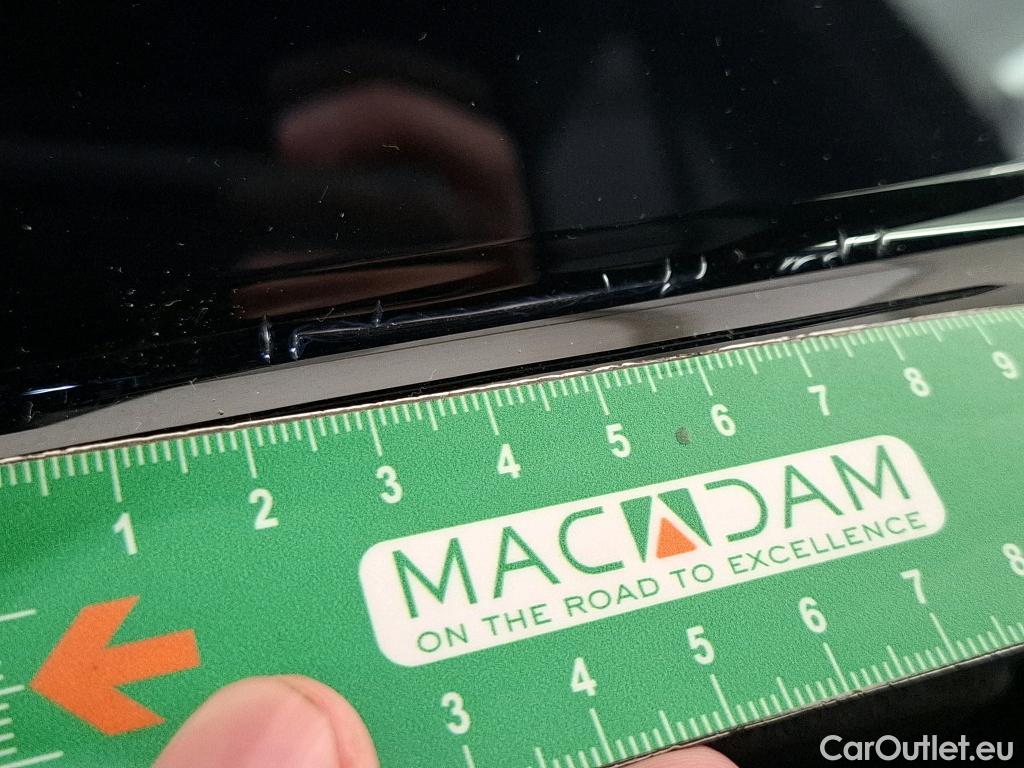 1 2 3 4 5 6 7 8 9
MACADAM
ON THE ROAD TO EXCELLENCE
3 4 5 6 7 8
CarOutlet.eu